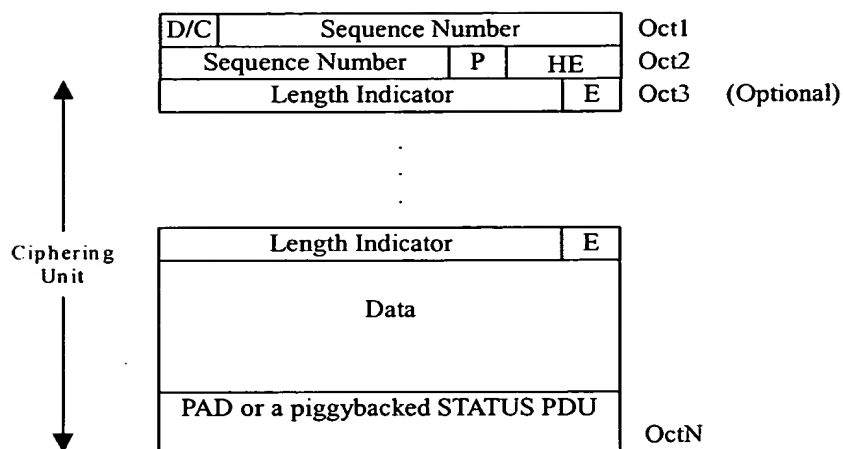 D/C Sequence Number Oct1
Sequence Number P HE Oct2
Length Indicator E Oct3 (Optional)
Length Indicator E
Ciphering
Unit
Data
PAD or a piggybacked STATUS PDU
OctN